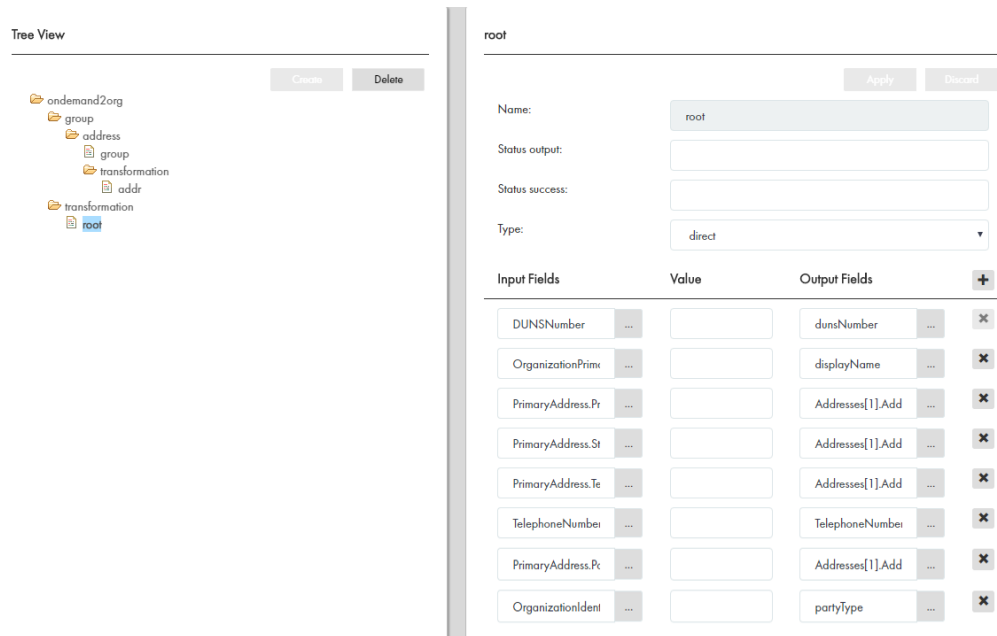 Tree View
Create
Delete
ondemand2org
group
address
group
transformation
addr
transformation
root
root
Apply
Discard
Name:
root
Status output:
Status success:
Type:
direct
Input Fields
Value
Output Fields
DUNSNumber
...
dunsNumber
...
OrganizationPrima
...
displayName
...
PrimaryAddress.Pr
...
Addresses[1].Add
...
PrimaryAddress.St
...
Addresses[1].Add
...
PrimaryAddress.Te
...
Addresses[1].Add
...
TelephoneNumber
...
TelephoneNumber
...
PrimaryAddress.Po
...
Addresses[1].Add
...
OrganizationIdent
...
partyType
...